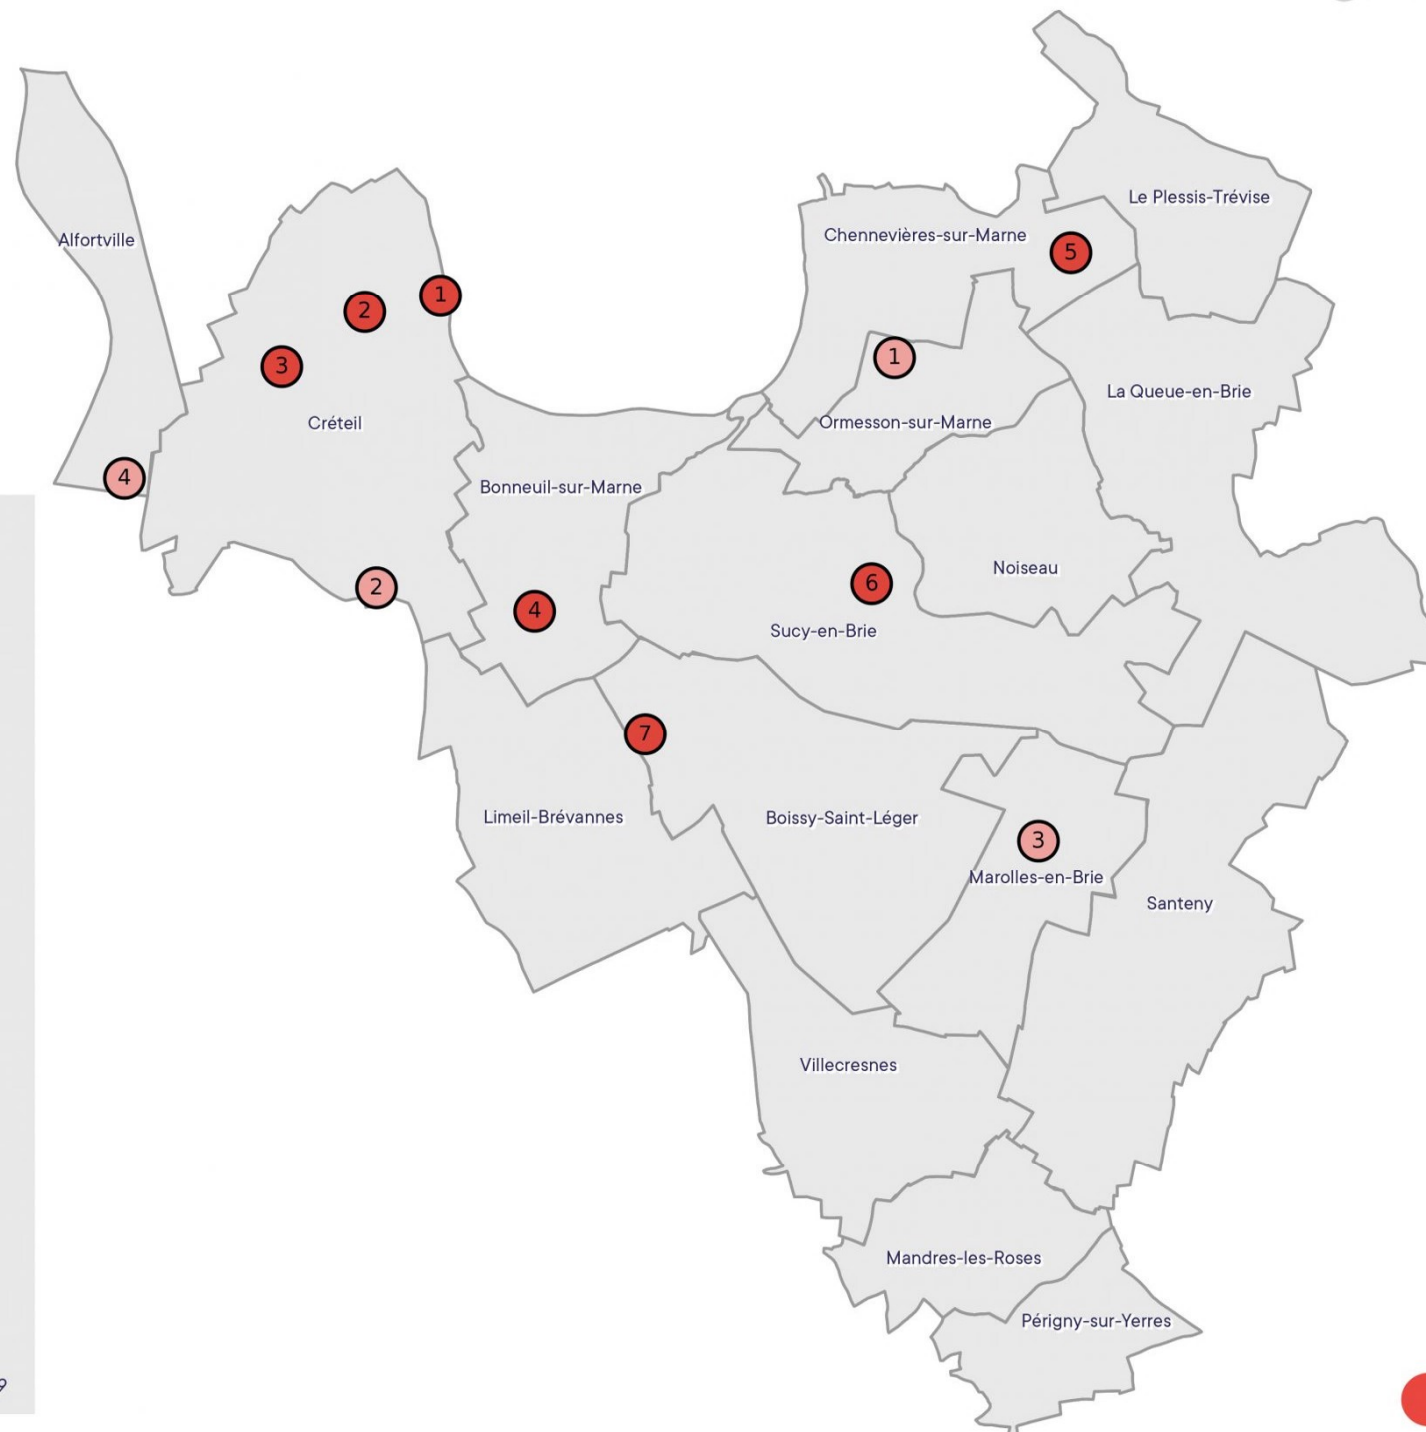 Le Plessis-Trévise
Chennevières-sur-Marne
Alfortville
5
1
2
1
3
La Queue-en-Brie
Ormesson-sur-Marne
Créteil
4
Bonneuil-sur-Marne
Noiseau
6
2
4
Sucy-en-Brie
7
Limeil-Brévannes
Boissy-Saint-Léger
3
Marolles-en-Brie
Santeny
Villecresnes
Mandres-les-Roses
Périgny-sur-Yerres
9